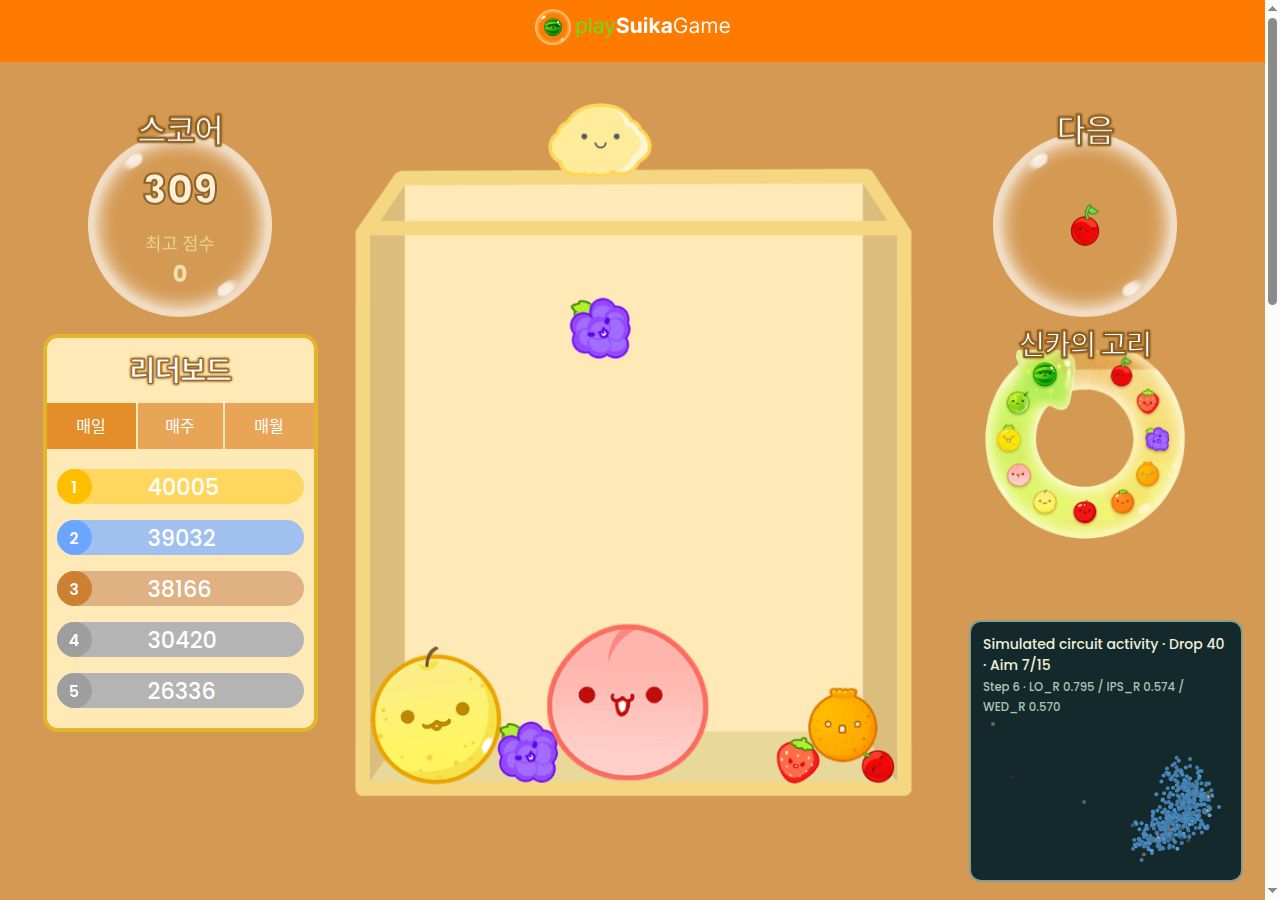 playSuikaGame
스코어
309
최고 점수
0
다음
신카의 고리
리더보드
매일 매주 매월
1 40005
2 39032
3 38166
4 30420
5 26336
Simulated circuit activity · Drop 40
· Aim 7/15
Step 6 · LO_R 0.795 / IPS_R 0.574 /
WED_R 0.570